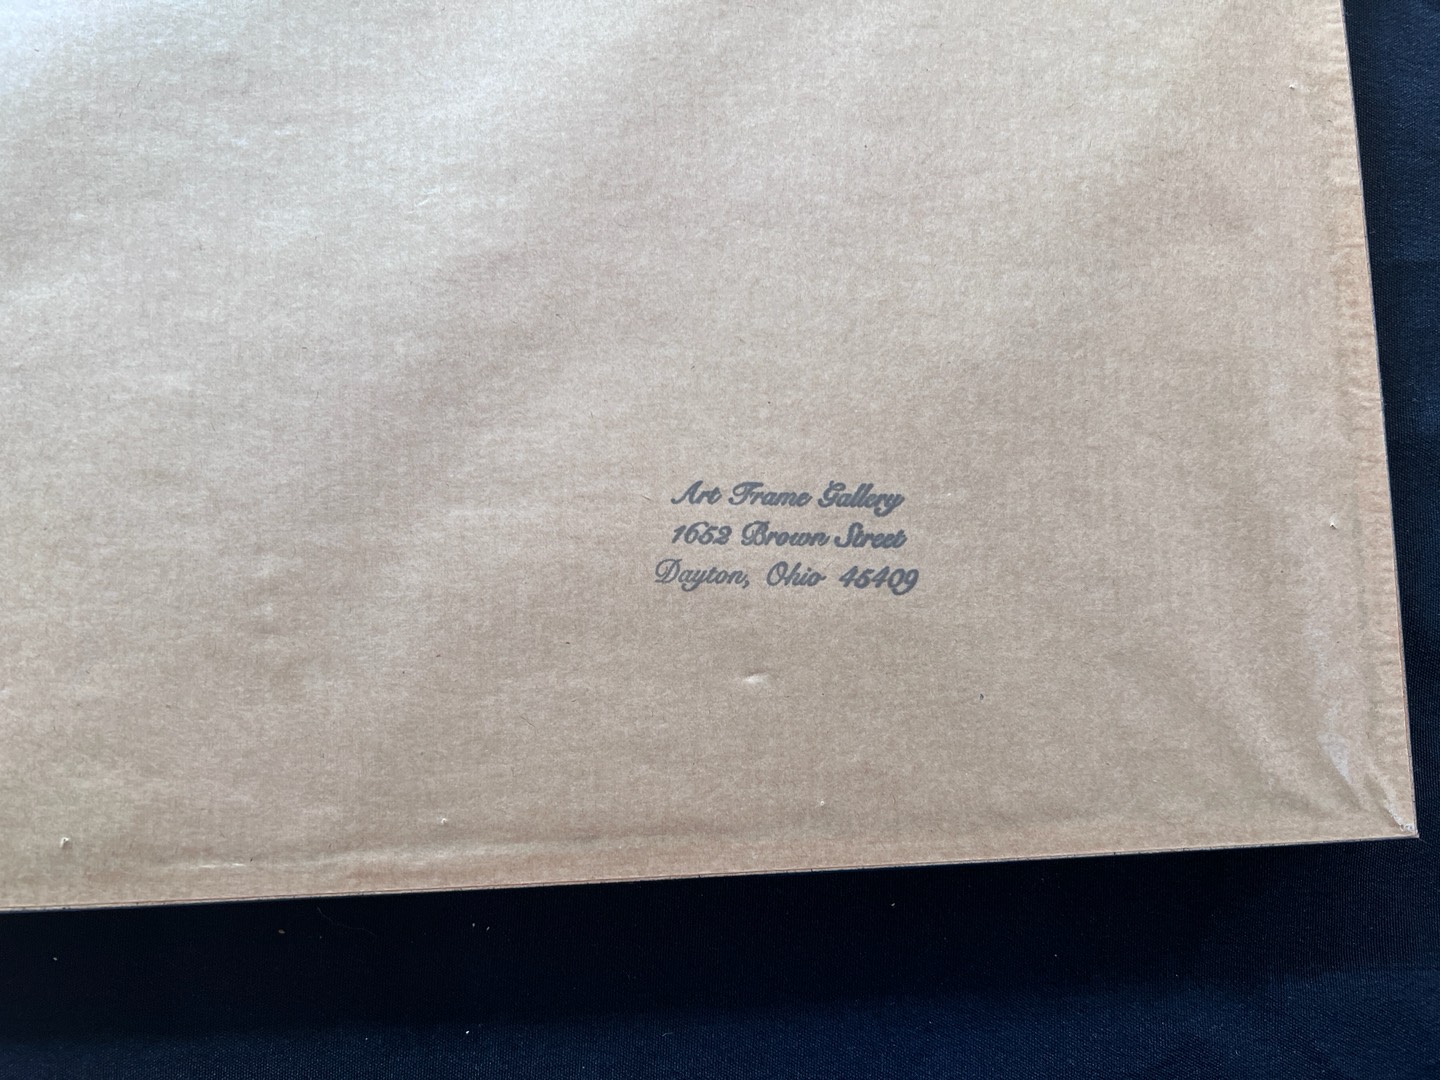 Art Frame Gallery
1652 Brown Street
Dayton, Ohio 45409